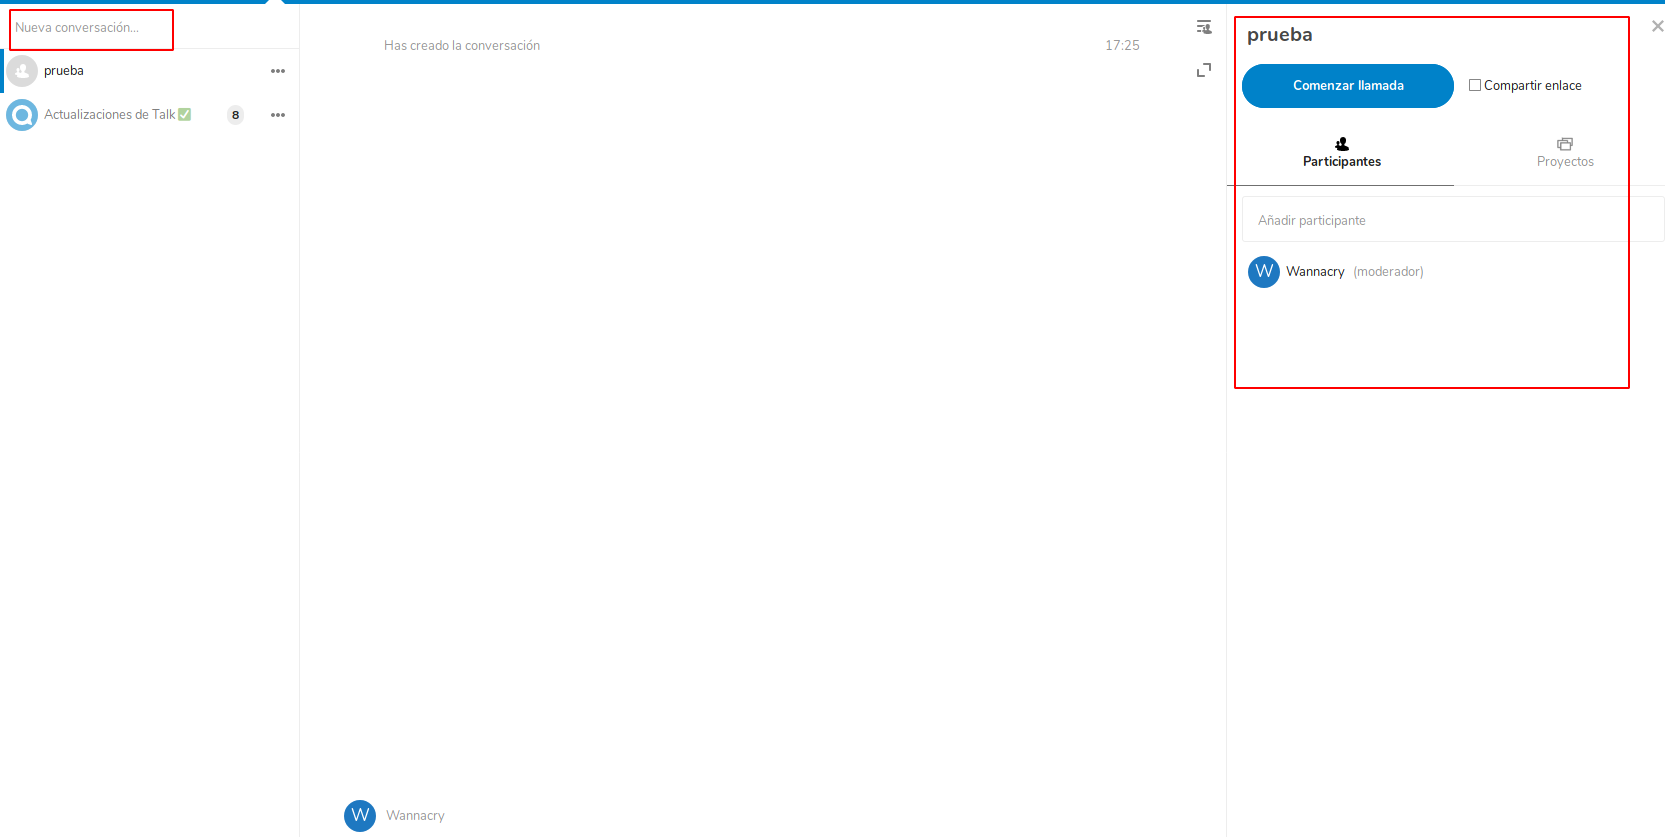 Nueva conversación...
prueba
Actualizaciones de Talk✅ 8
Has creado la conversación 17:25
W Wannacry
prueba
Comenzar llamada Compartir enlace
Participantes Proyectos
Añadir participante
W Wannacry (moderador)